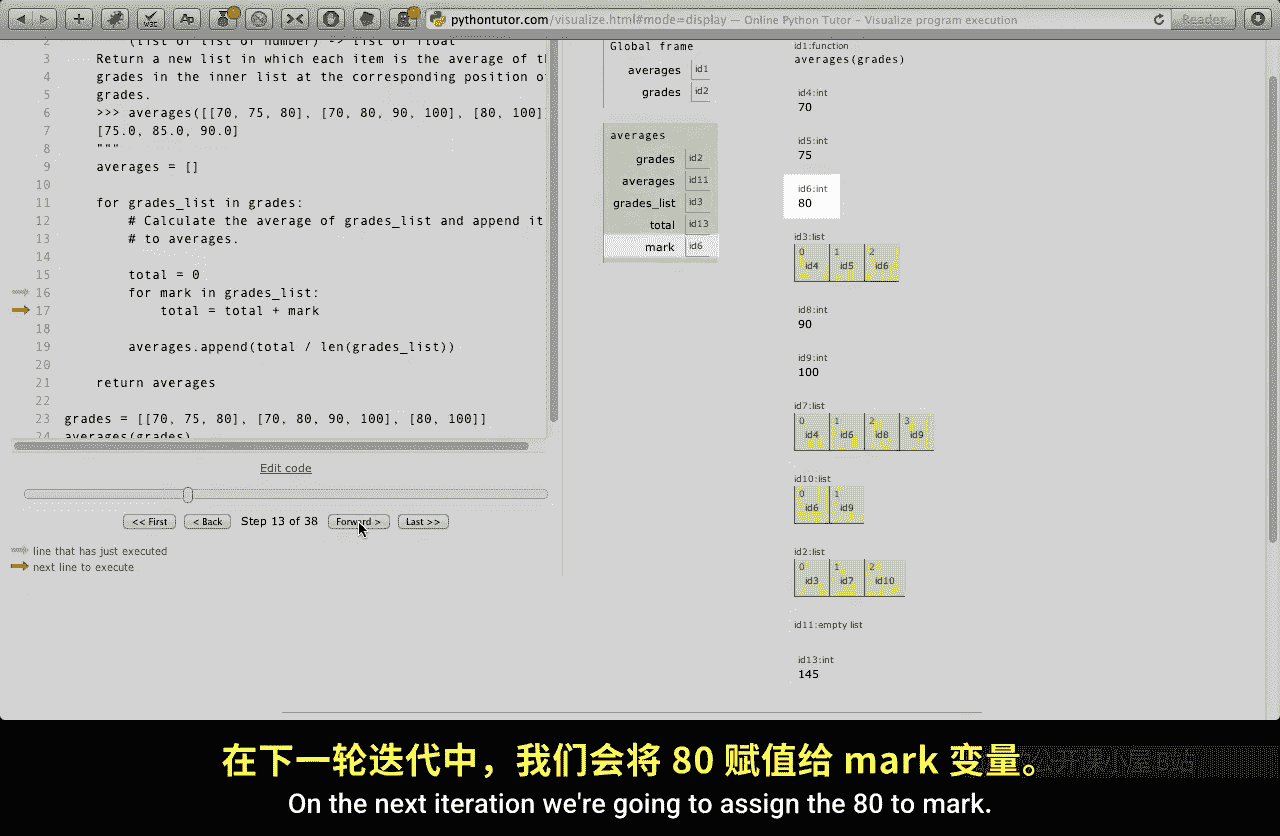 pythontutor.com/visualize.html#mode=display — Online Python Tutor – Visualize program execution
Reader
2 (list of list of number) -> list of float
3 Return a new list in which each item is the average of t
4 grades in the inner list at the corresponding position o
5 grades.
6 >>> averages([[70, 75, 80], [70, 80, 90, 100], [80, 100]
7 [75.0, 85.0, 90.0]
8 """
9 averages = []
10
11 for grades_list in grades:
12 # Calculate the average of grades_list and append it
13 # to averages.
14
15 total = 0
16 for mark in grades_list:
17 total = total + mark
18
19 averages.append(total / len(grades_list))
20
21 return averages
22
23 grades = [[70, 75, 80], [70, 80, 90, 100], [80, 100]]
24 averages(grades)
Edit code
<< First
< Back
Step 13 of 38
Forward >
Last >>
line that has just executed
next line to execute
Global frame
averages id1
grades id2
averages
grades id2
averages id11
grades_list id3
total id13
mark id6
id1:function
averages(grades)
id4:int
70
id5:int
75
id6:int
80
id3:list
0 1 2
id4 id5 id6
id8:int
90
id9:int
100
id7:list
0 1 2 3
id4 id6 id8 id9
id10:list
0 1
id6 id9
id2:list
0 1 2
id3 id7 id10
id11:empty list
id13:int
145
在下一轮迭代中，我们会将 80 赋值给 mark 变量。
On the next iteration we're going to assign the 80 to mark.